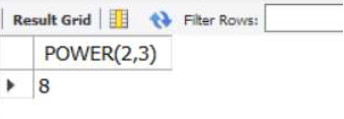 Result Grid Filter Rows:
POWER(2,3)
8